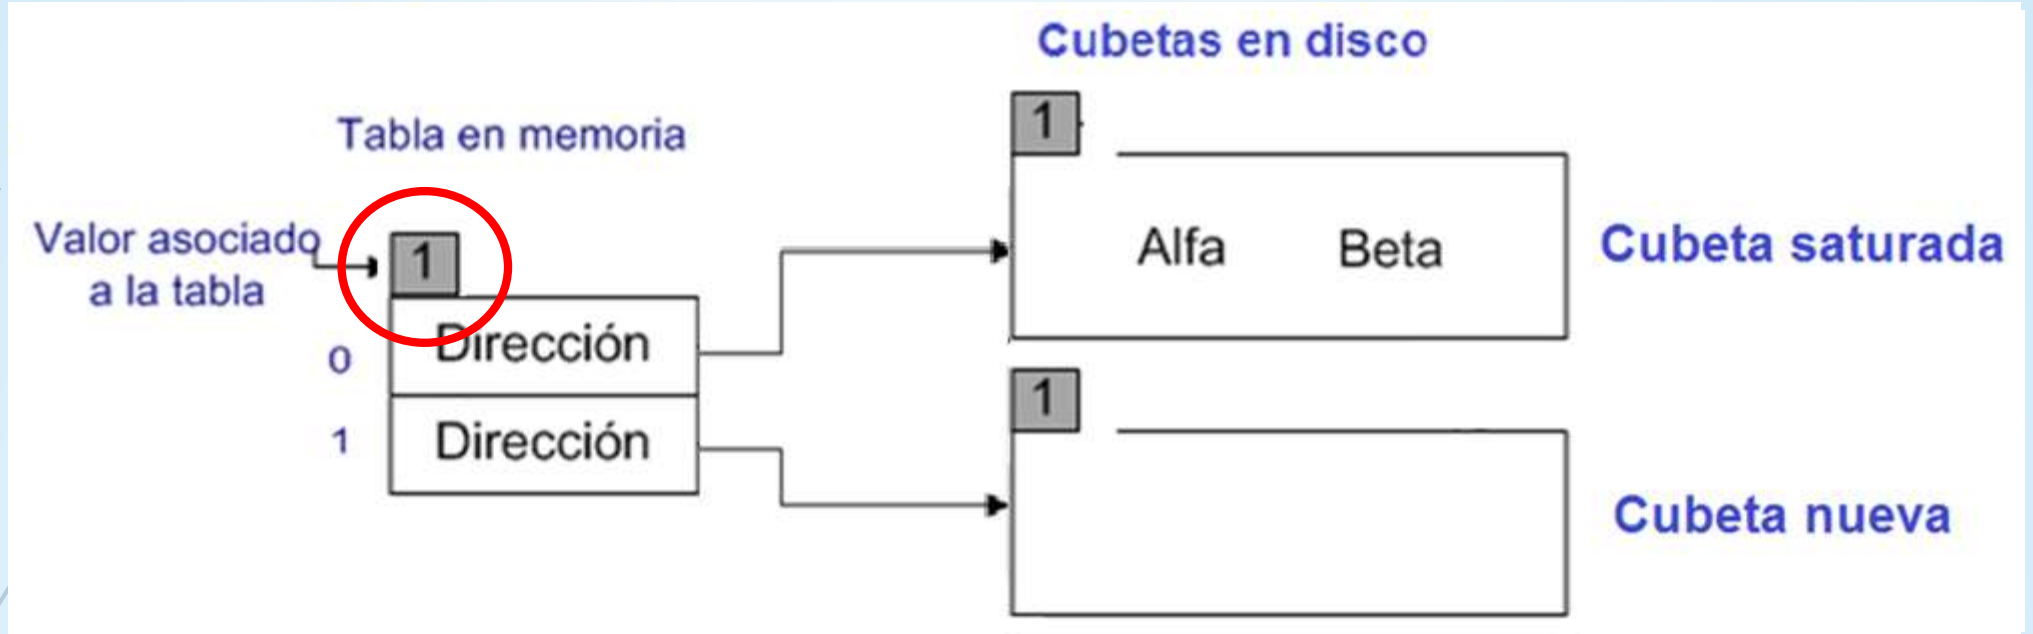 Cubetas en disco
Tabla en memoria
1
Valor asociado
a la tabla
1
0
Dirección
1
Dirección
Alfa Beta
Cubeta saturada
1
Cubeta nueva